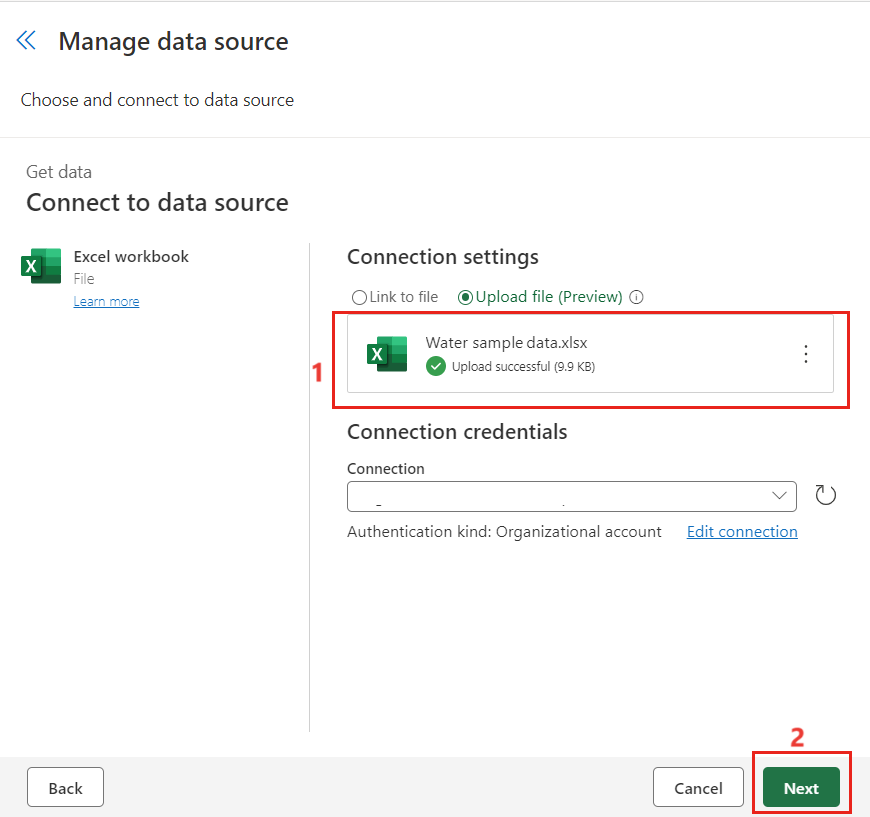 Manage data source
Choose and connect to data source
Get data
Connect to data source
Excel workbook
File
Learn more
Connection settings
Link to file Upload file (Preview)
1
Water sample data.xlsx
Upload successful (9.9 KB)
Connection credentials
Connection
Authentication kind: Organizational account Edit connection
2
Back Cancel Next